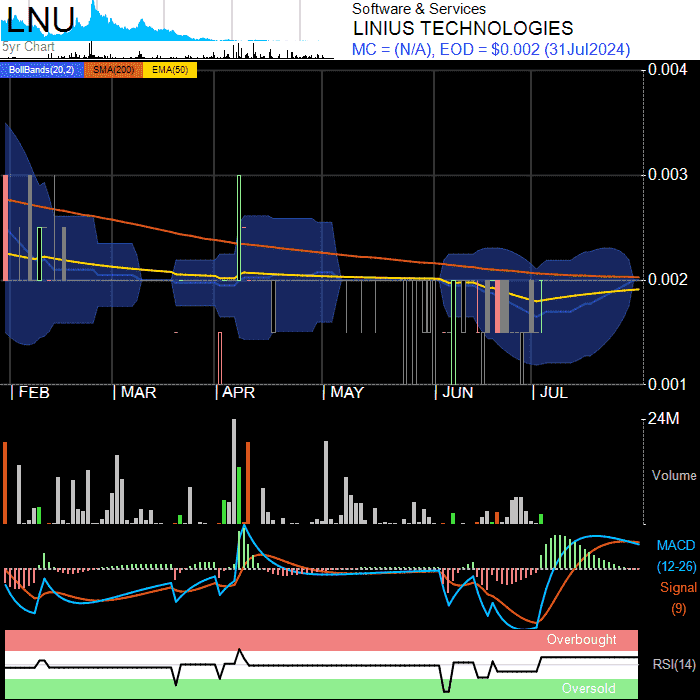 LNU
5yr Chart
Software & Services
LINIUS TECHNOLOGIES
MC = (N/A), EOD = $0.002 (31Jul2024)
BollBands(20,2) SMA(200) EMA(50)
0.004
0.003
0.002
0.001
FEB MAR APR MAY JUN JUL
24M
Volume
MACD
(12-26)
Signal
(9)
Overbought
RSI(14)
Oversold